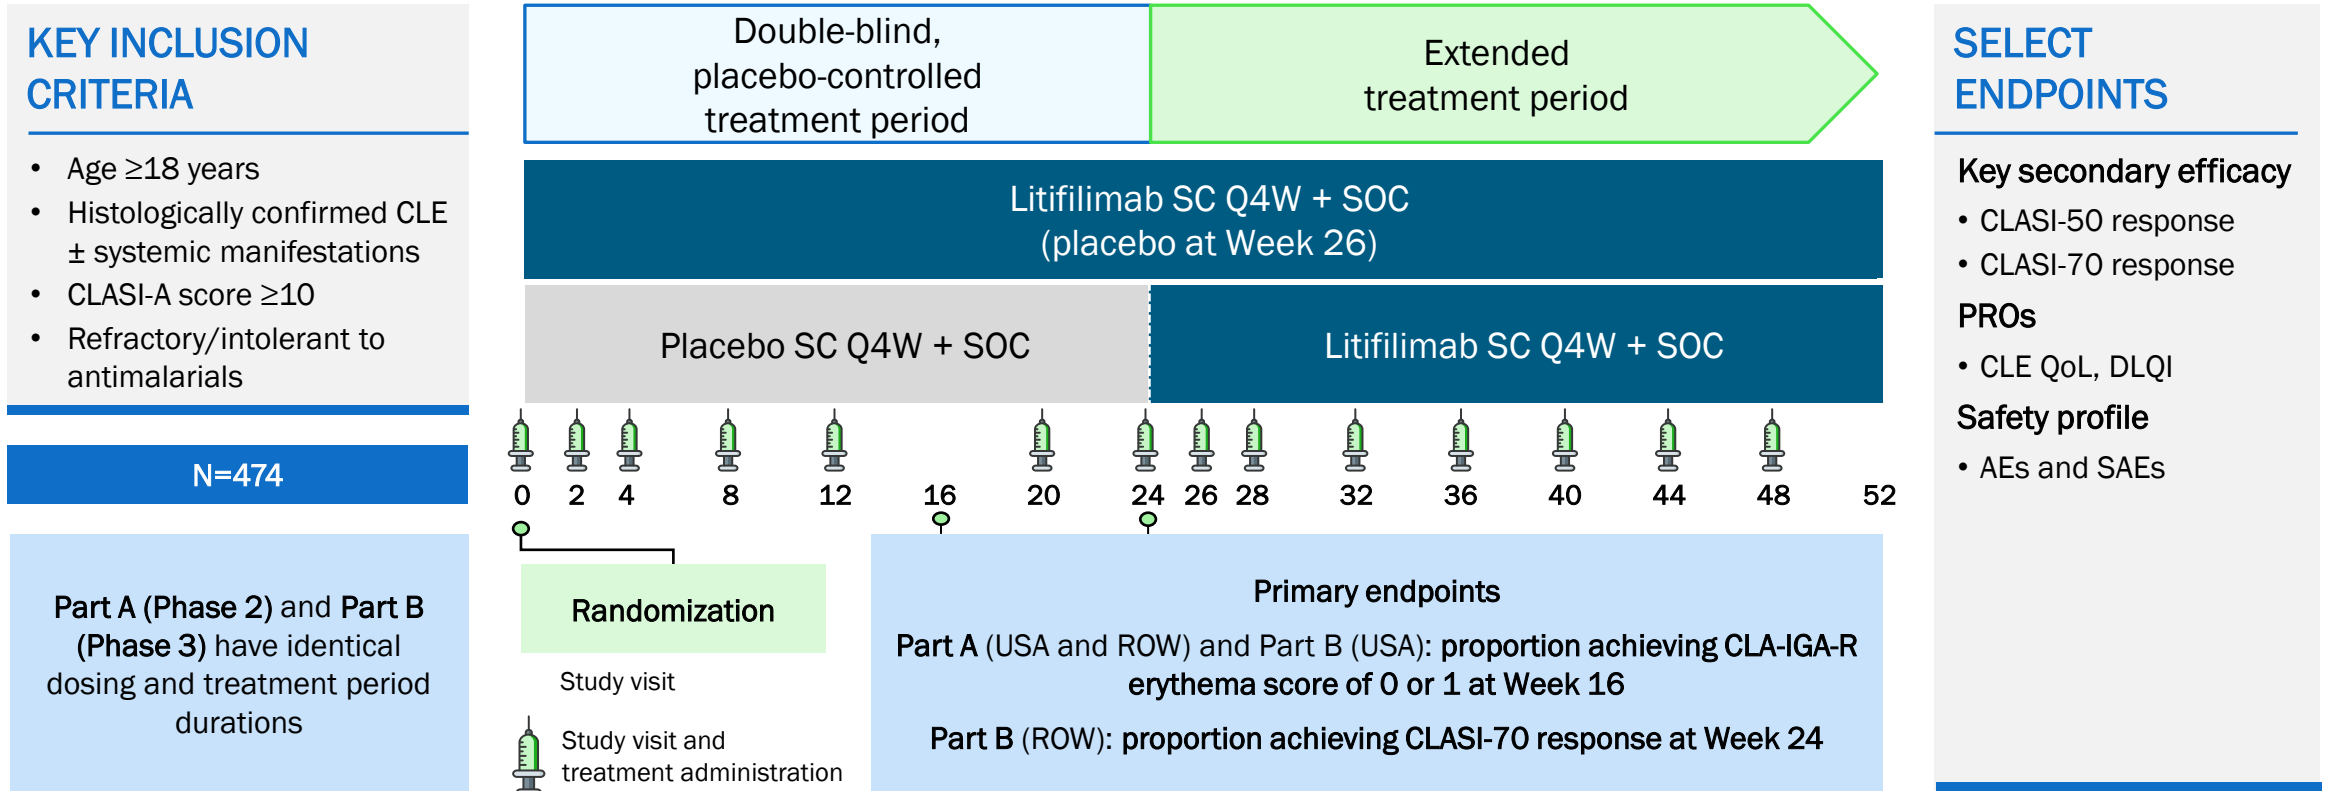 KEY INCLUSION
CRITERIA
• Age ≥18 years
• Histologically confirmed CLE
± systemic manifestations
• CLASI-A score ≥10
• Refractory/intolerant to
antimalarials
N=474
Part A (Phase 2) and Part B
(Phase 3) have identical
dosing and treatment period
durations
Double-blind,
placebo-controlled
treatment period
Extended
treatment period
Litifilimab SC Q4W + SOC
(placebo at Week 26)
Placebo SC Q4W + SOC
Litifilimab SC Q4W + SOC
0 2 4 8 12 16 20 24 26 28 32 36 40 44 48 52
Randomization
Study visit
Study visit and
treatment administration
Primary endpoints
Part A (USA and ROW) and Part B (USA): proportion achieving CLA-IGA-R
erythema score of 0 or 1 at Week 16
Part B (ROW): proportion achieving CLASI-70 response at Week 24
SELECT
ENDPOINTS
Key secondary efficacy
• CLASI-50 response
• CLASI-70 response
PROs
• CLE QoL, DLQI
Safety profile
• AEs and SAEs